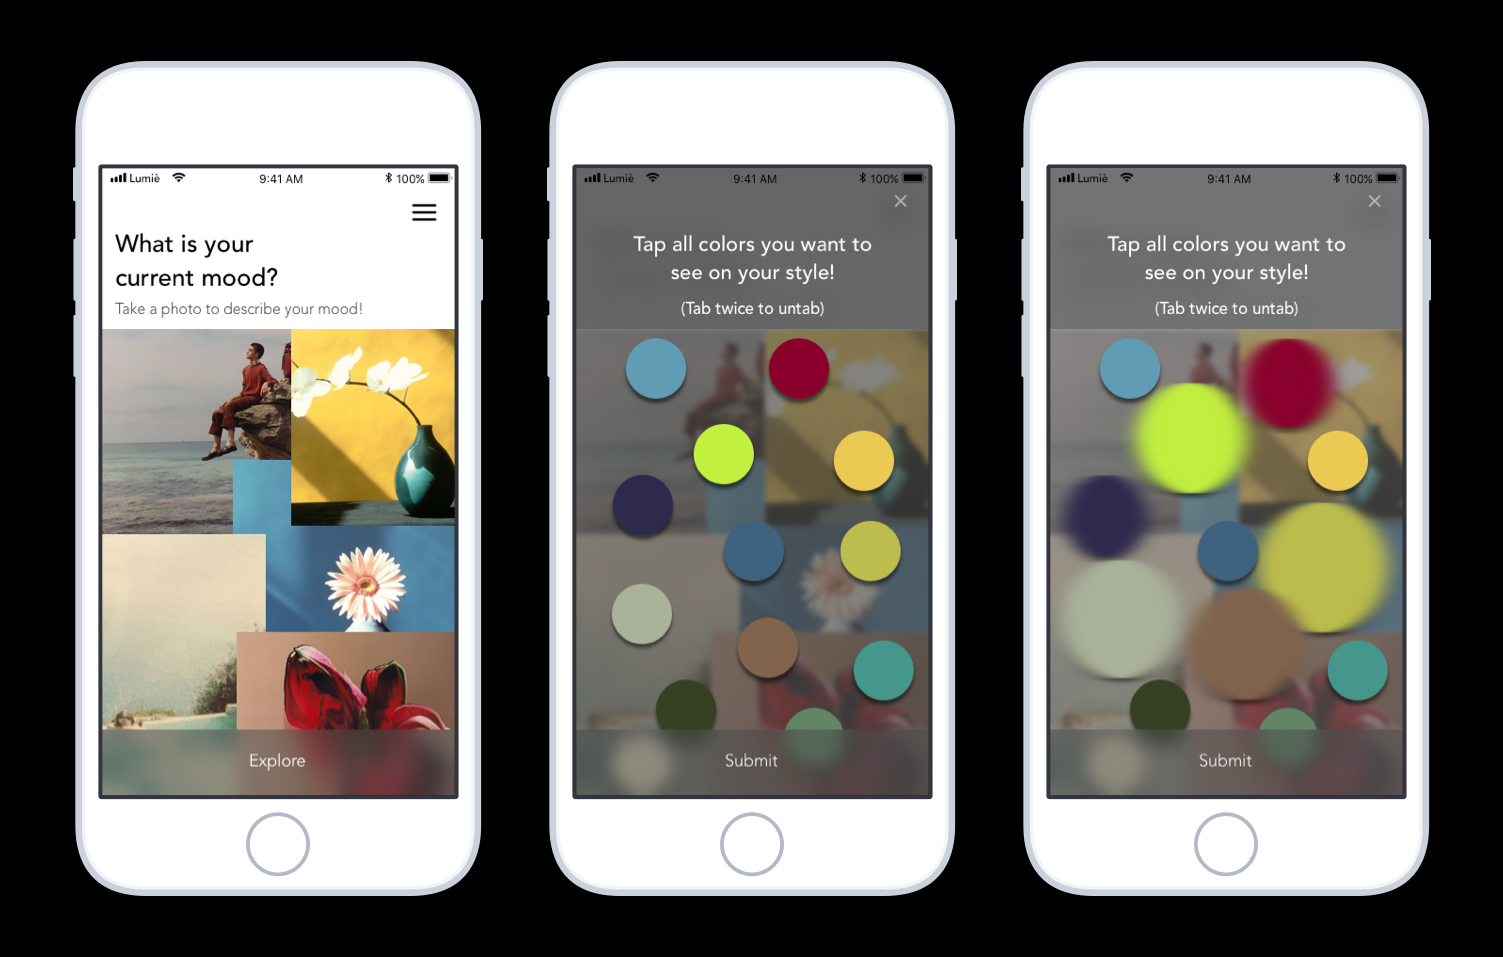 Lumiè 9:41 AM 100%
What is your
current mood?
Take a photo to describe your mood!
Explore
Lumiè 9:41 AM 100%
Tap all colors you want to
see on your style!
(Tab twice to untab)
Submit
Lumiè 9:41 AM 100%
Tap all colors you want to
see on your style!
(Tab twice to untab)
Submit